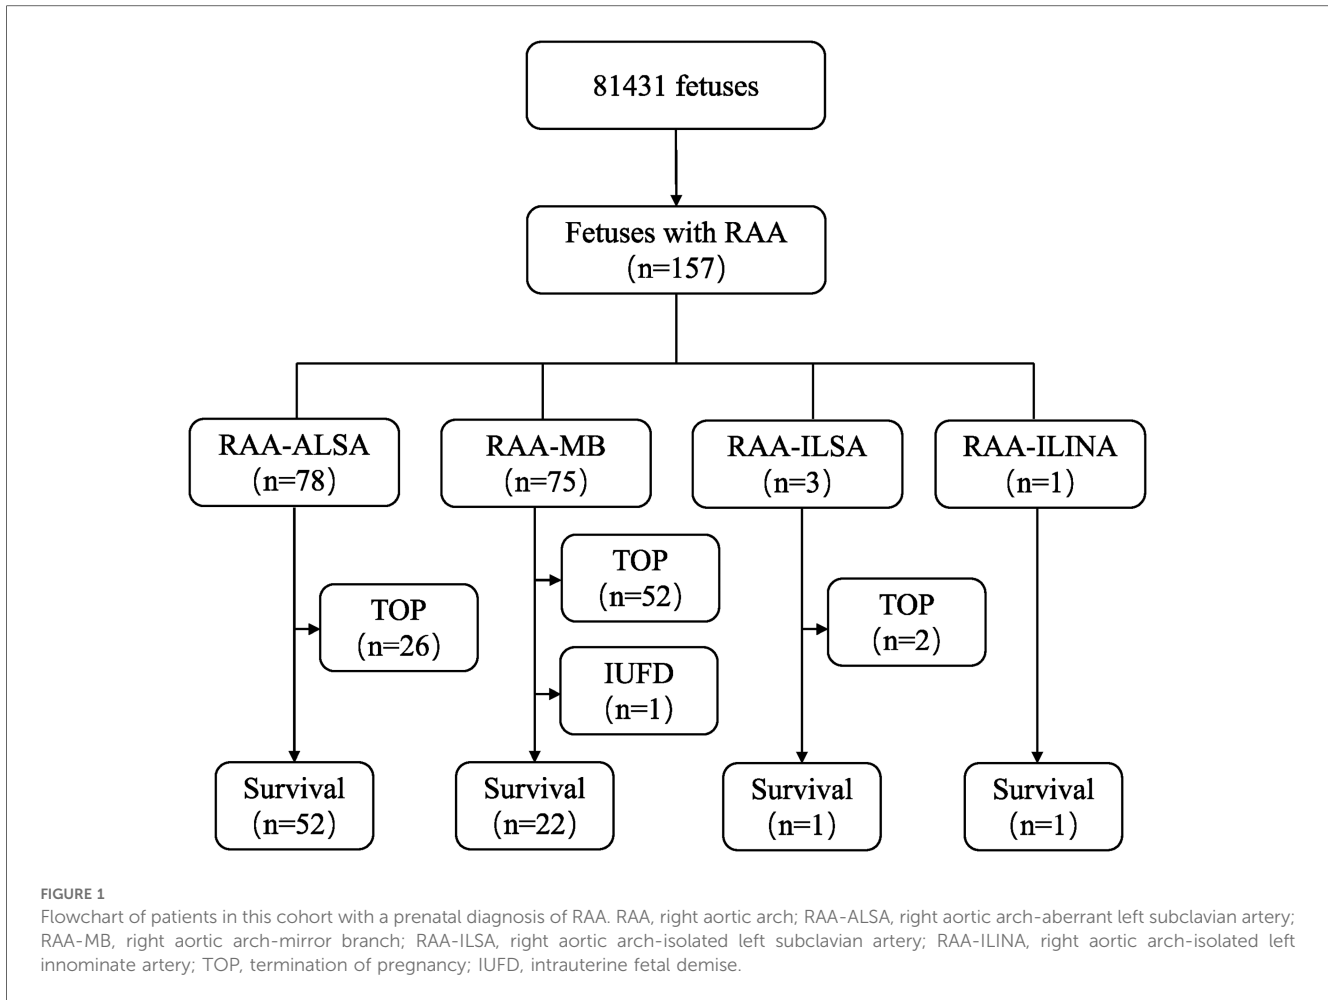 81431 fetuses
Fetuses with RAA
(n=157)
RAA-ALSA
(n=78)
RAA-MB
(n=75)
RAA-ILSA
(n=3)
RAA-ILINA
(n=1)
TOP
(n=26)
TOP
(n=52)
IUFD
(n=1)
TOP
(n=2)
Survival
(n=52)
Survival
(n=22)
Survival
(n=1)
Survival
(n=1)
FIGURE 1
Flowchart of patients in this cohort with a prenatal diagnosis of RAA. RAA, right aortic arch; RAA-ALSA, right aortic arch-aberrant left subclavian artery;
RAA-MB, right aortic arch-mirror branch; RAA-ILSA, right aortic arch-isolated left subclavian artery; RAA-ILINA, right aortic arch-isolated left
innominate artery; TOP, termination of pregnancy; IUFD, intrauterine fetal demise.